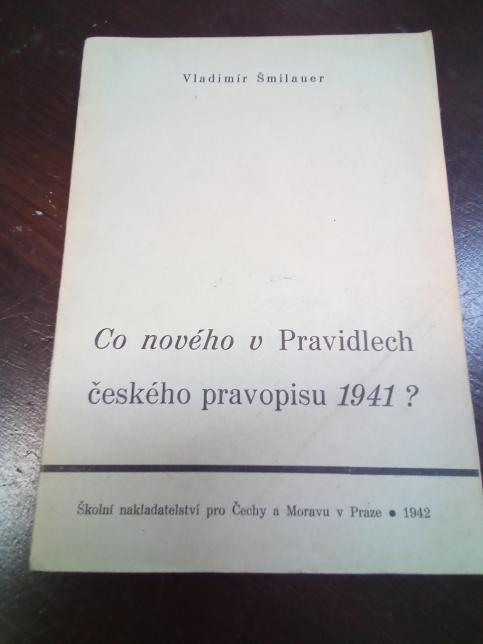 Vladimír Šmilauer
Co nového v Pravidlech
českého pravopisu 1941 ?
Školní nakladatelství pro Čechy a Moravu v Praze • 1942